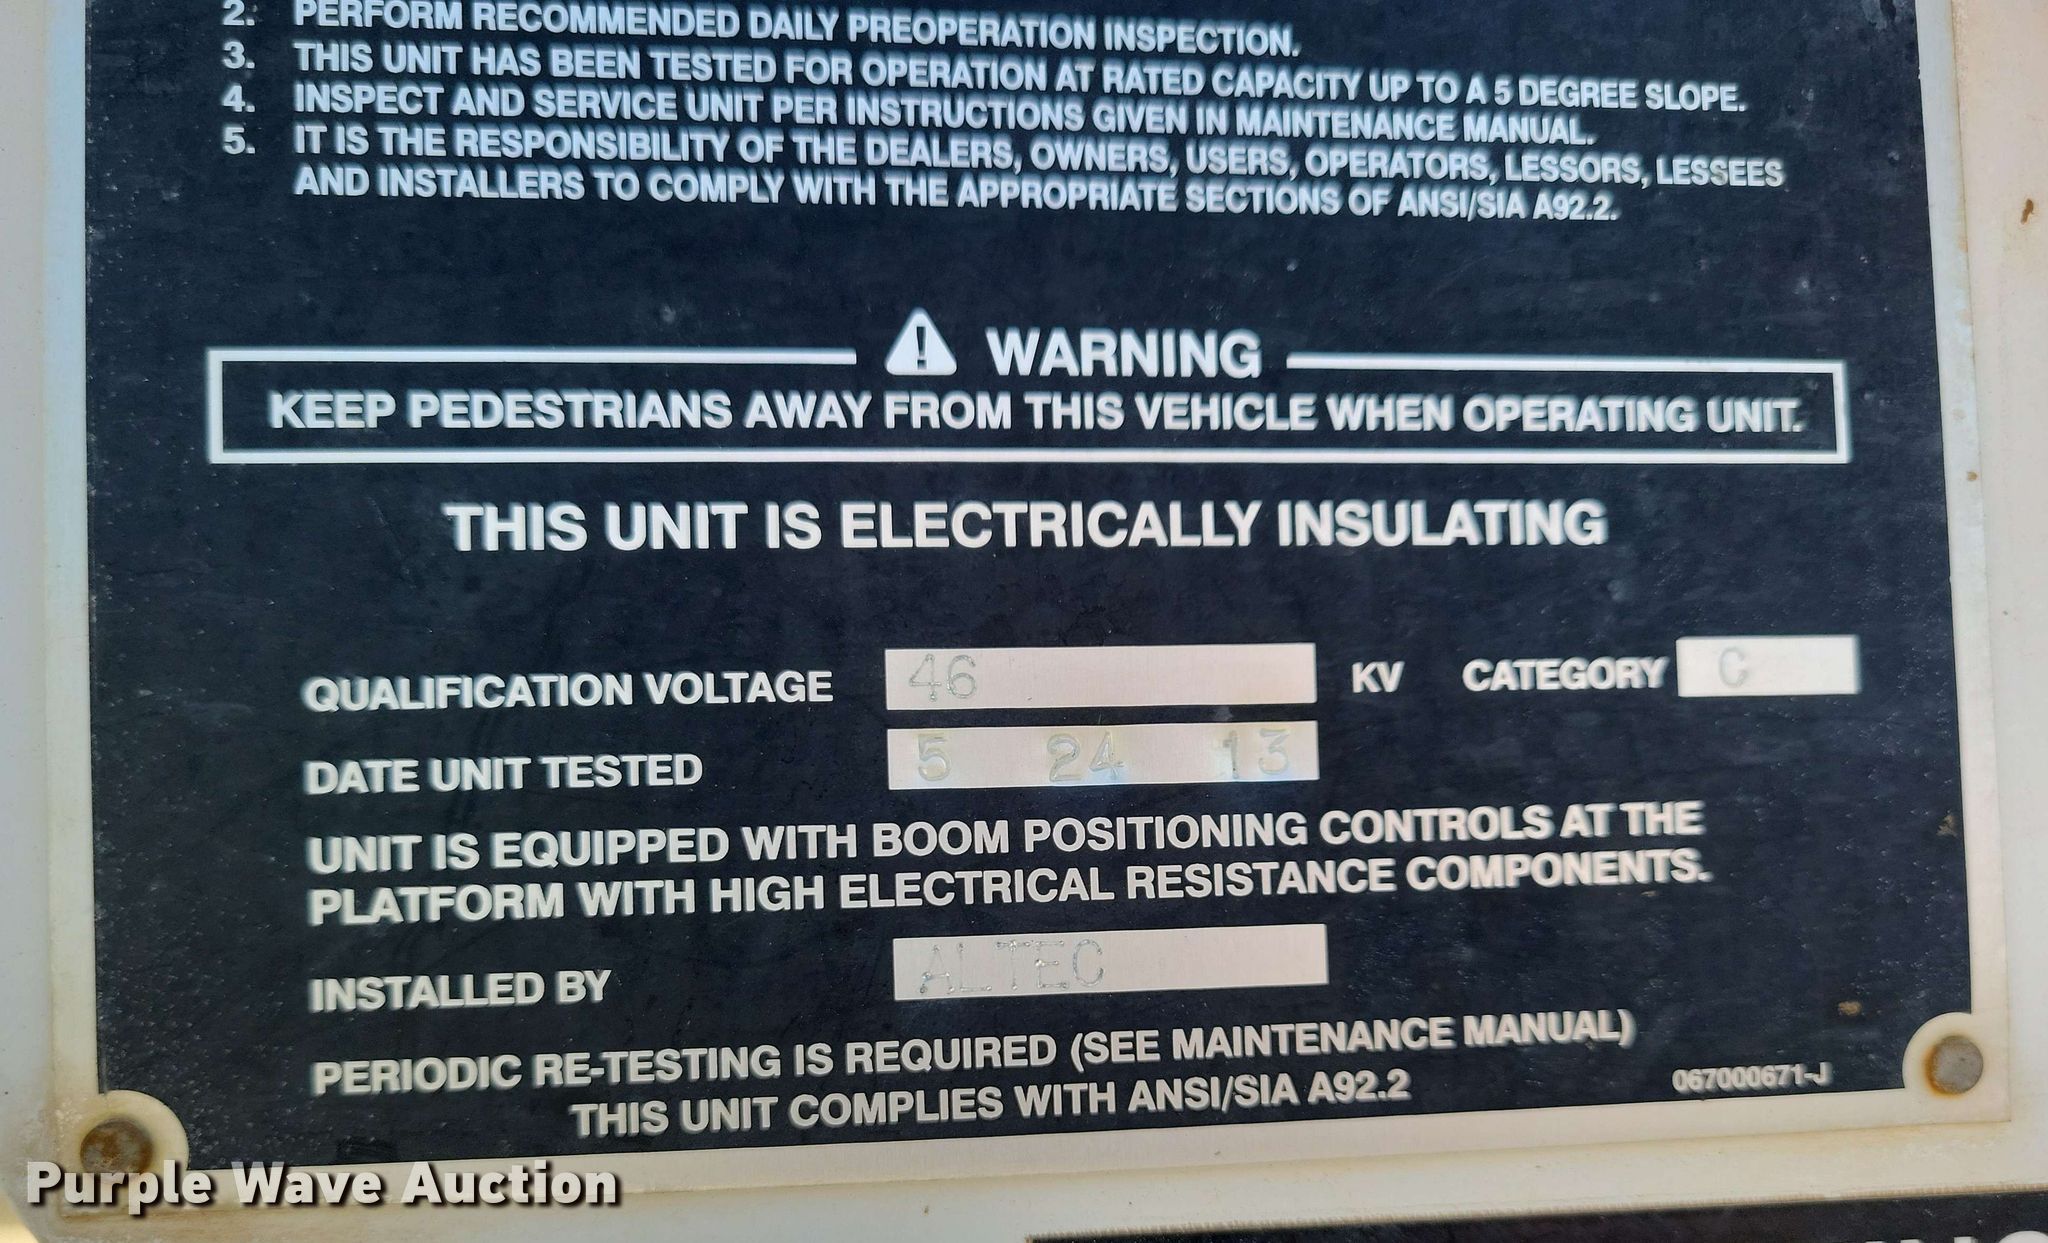 2. PERFORM RECOMMENDED DAILY PREOPERATION INSPECTION.
3. THIS UNIT HAS BEEN TESTED FOR OPERATION AT RATED CAPACITY UP TO A 5 DEGREE SLOPE.
4. INSPECT AND SERVICE UNIT PER INSTRUCTIONS GIVEN IN MAINTENANCE MANUAL.
5. IT IS THE RESPONSIBILITY OF THE DEALERS, OWNERS, USERS, OPERATORS, LESSORS, LESSEES
AND INSTALLERS TO COMPLY WITH THE APPROPRIATE SECTIONS OF ANSI/SIA A92.2.
WARNING
KEEP PEDESTRIANS AWAY FROM THIS VEHICLE WHEN OPERATING UNIT.
THIS UNIT IS ELECTRICALLY INSULATING
QUALIFICATION VOLTAGE 46 KV CATEGORY C
DATE UNIT TESTED 5 24 13
UNIT IS EQUIPPED WITH BOOM POSITIONING CONTROLS AT THE
PLATFORM WITH HIGH ELECTRICAL RESISTANCE COMPONENTS.
INSTALLED BY ALTEC
PERIODIC RE-TESTING IS REQUIRED (SEE MAINTENANCE MANUAL)
THIS UNIT COMPLIES WITH ANSI/SIA A92.2
067000671-J
Purple Wave Auction